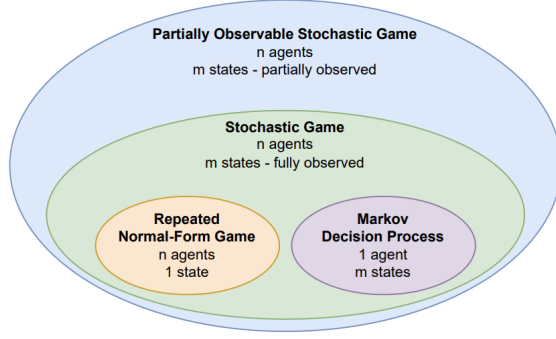 Partially Observable Stochastic Game
n agents
m states - partially observed
Stochastic Game
n agents
m states - fully observed
Repeated
Normal-Form Game
n agents
1 state
Markov
Decision Process
1 agent
m states